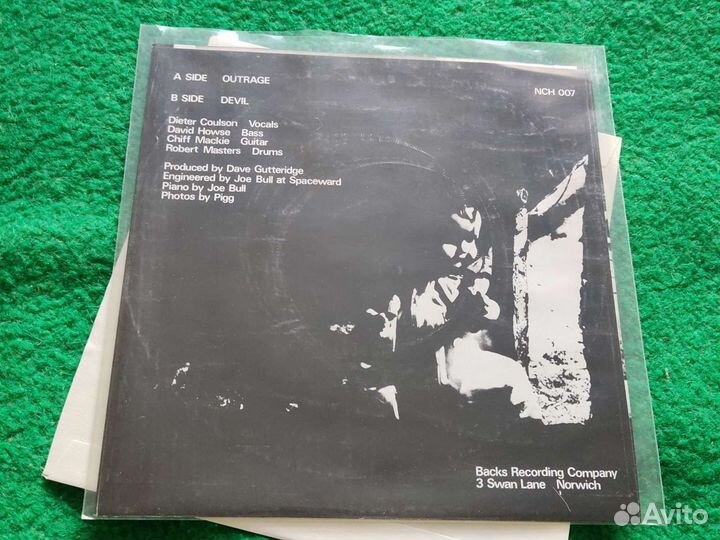 A SIDE OUTRAGE
NCH 007
B SIDE DEVIL
Dieter Coulson Vocals
David Howse Bass
Chiff Mackie Guitar
Robert Masters Drums
Produced by Dave Gutteridge
Engineered by Joe Bull at Spaceward
Piano by Joe Bull
Photos by Pigg
Backs Recording Company
3 Swan Lane Norwich
Avito